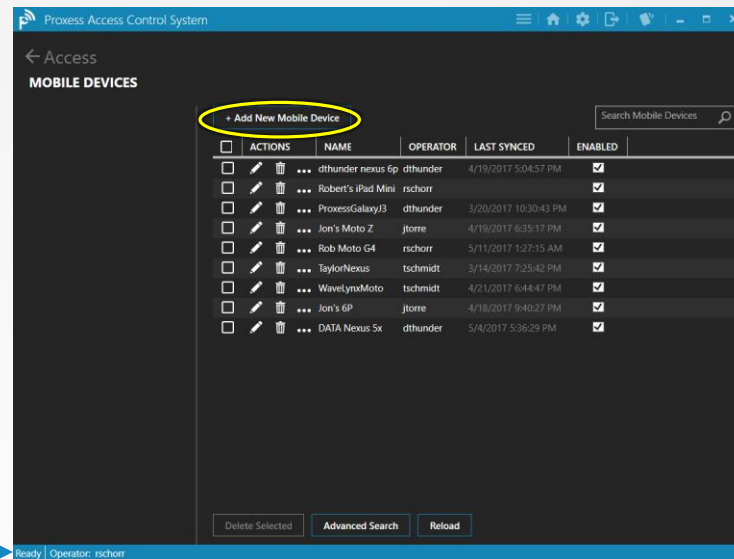 Proxess Access Control System
Access
MOBILE DEVICES
+ Add New Mobile Device
Search Mobile Devices
ACTIONS NAME OPERATOR LAST SYNCED ENABLED
... dthunder nexus 6p dthunder 4/19/2017 5:04:57 PM
... Robert's iPad Mini rschorr
... ProxessGalaxyJ3 dthunder 3/20/2017 10:30:43 PM
... Jon's Moto Z jtorre 4/19/2017 6:35:17 PM
... Rob Moto G4 rschorr 5/11/2017 1:27:15 AM
... TaylorNexus tschmidt 3/14/2017 7:25:42 PM
... WaveLynxMoto tschmidt 4/21/2017 6:44:47 PM
... Jon's 6P jtorre 4/18/2017 9:40:27 PM
... DATA Nexus 5x dthunder 5/4/2017 5:36:29 PM
Delete Selected Advanced Search Reload
Ready Operator: rschorr